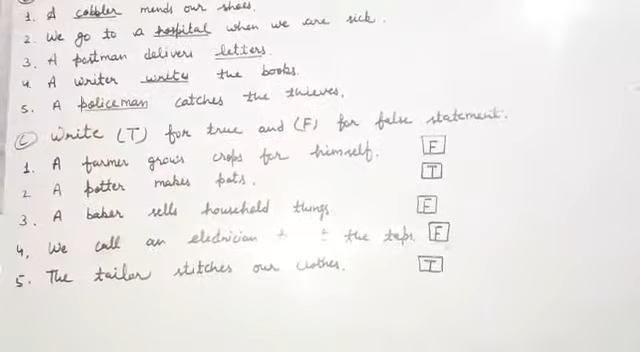 1. A cobbler mends our shoes.
2. We go to a hospital when we are sick.
3. A postman delivers letters.
4. A writer write the books.
5. A policeman catches the thieves.
C Write (T) for true and (F) for false statement.
1. A farmer grows crops for himself. F
2. A potter makes pots. T
3. A baker sells household things F
4. We call an electrician the taps. F
5. The tailor stitches our clothes. T